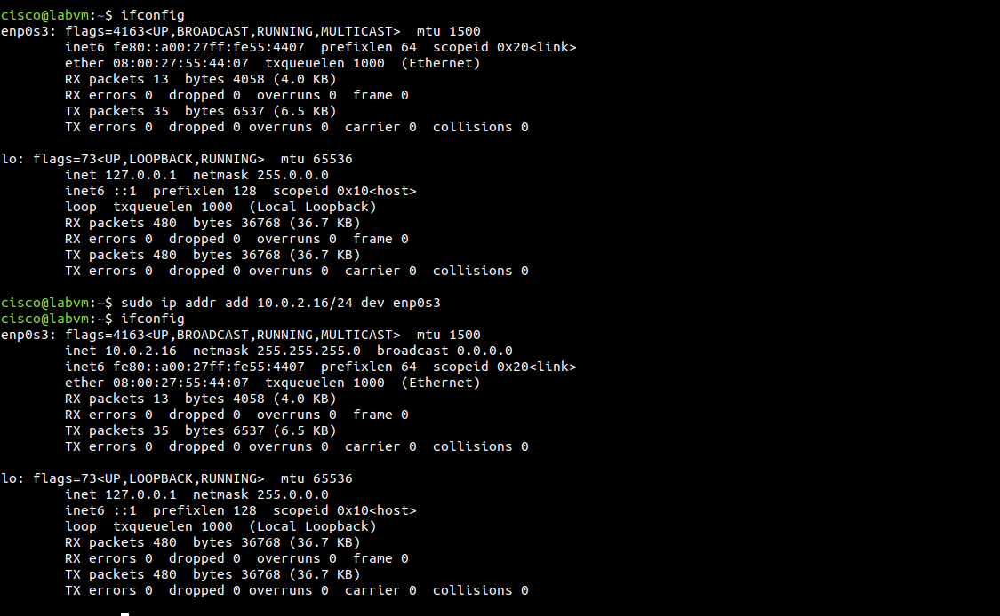 cisco@labvm:~$ ifconfig
enp0s3: flags=4163<UP,BROADCAST,RUNNING,MULTICAST>  mtu 1500
        inet6 fe80::a00:27ff:fe55:4407  prefixlen 64  scopeid 0x20<link>
        ether 08:00:27:55:44:07  txqueuelen 1000  (Ethernet)
        RX packets 13  bytes 4058 (4.0 KB)
        RX errors 0  dropped 0  overruns 0  frame 0
        TX packets 35  bytes 6537 (6.5 KB)
        TX errors 0  dropped 0 overruns 0  carrier 0  collisions 0

lo: flags=73<UP,LOOPBACK,RUNNING>  mtu 65536
        inet 127.0.0.1  netmask 255.0.0.0
        inet6 ::1  prefixlen 128  scopeid 0x10<host>
        loop  txqueuelen 1000  (Local Loopback)
        RX packets 480  bytes 36768 (36.7 KB)
        RX errors 0  dropped 0  overruns 0  frame 0
        TX packets 480  bytes 36768 (36.7 KB)
        TX errors 0  dropped 0 overruns 0  carrier 0  collisions 0

cisco@labvm:~$ sudo ip addr add 10.0.2.16/24 dev enp0s3
cisco@labvm:~$ ifconfig
enp0s3: flags=4163<UP,BROADCAST,RUNNING,MULTICAST>  mtu 1500
        inet 10.0.2.16  netmask 255.255.255.0  broadcast 0.0.0.0
        inet6 fe80::a00:27ff:fe55:4407  prefixlen 64  scopeid 0x20<link>
        ether 08:00:27:55:44:07  txqueuelen 1000  (Ethernet)
        RX packets 13  bytes 4058 (4.0 KB)
        RX errors 0  dropped 0  overruns 0  frame 0
        TX packets 35  bytes 6537 (6.5 KB)
        TX errors 0  dropped 0 overruns 0  carrier 0  collisions 0

lo: flags=73<UP,LOOPBACK,RUNNING>  mtu 65536
        inet 127.0.0.1  netmask 255.0.0.0
        inet6 ::1  prefixlen 128  scopeid 0x10<host>
        loop  txqueuelen 1000  (Local Loopback)
        RX packets 480  bytes 36768 (36.7 KB)
        RX errors 0  dropped 0  overruns 0  frame 0
        TX packets 480  bytes 36768 (36.7 KB)
        TX errors 0  dropped 0 overruns 0  carrier 0  collisions 0